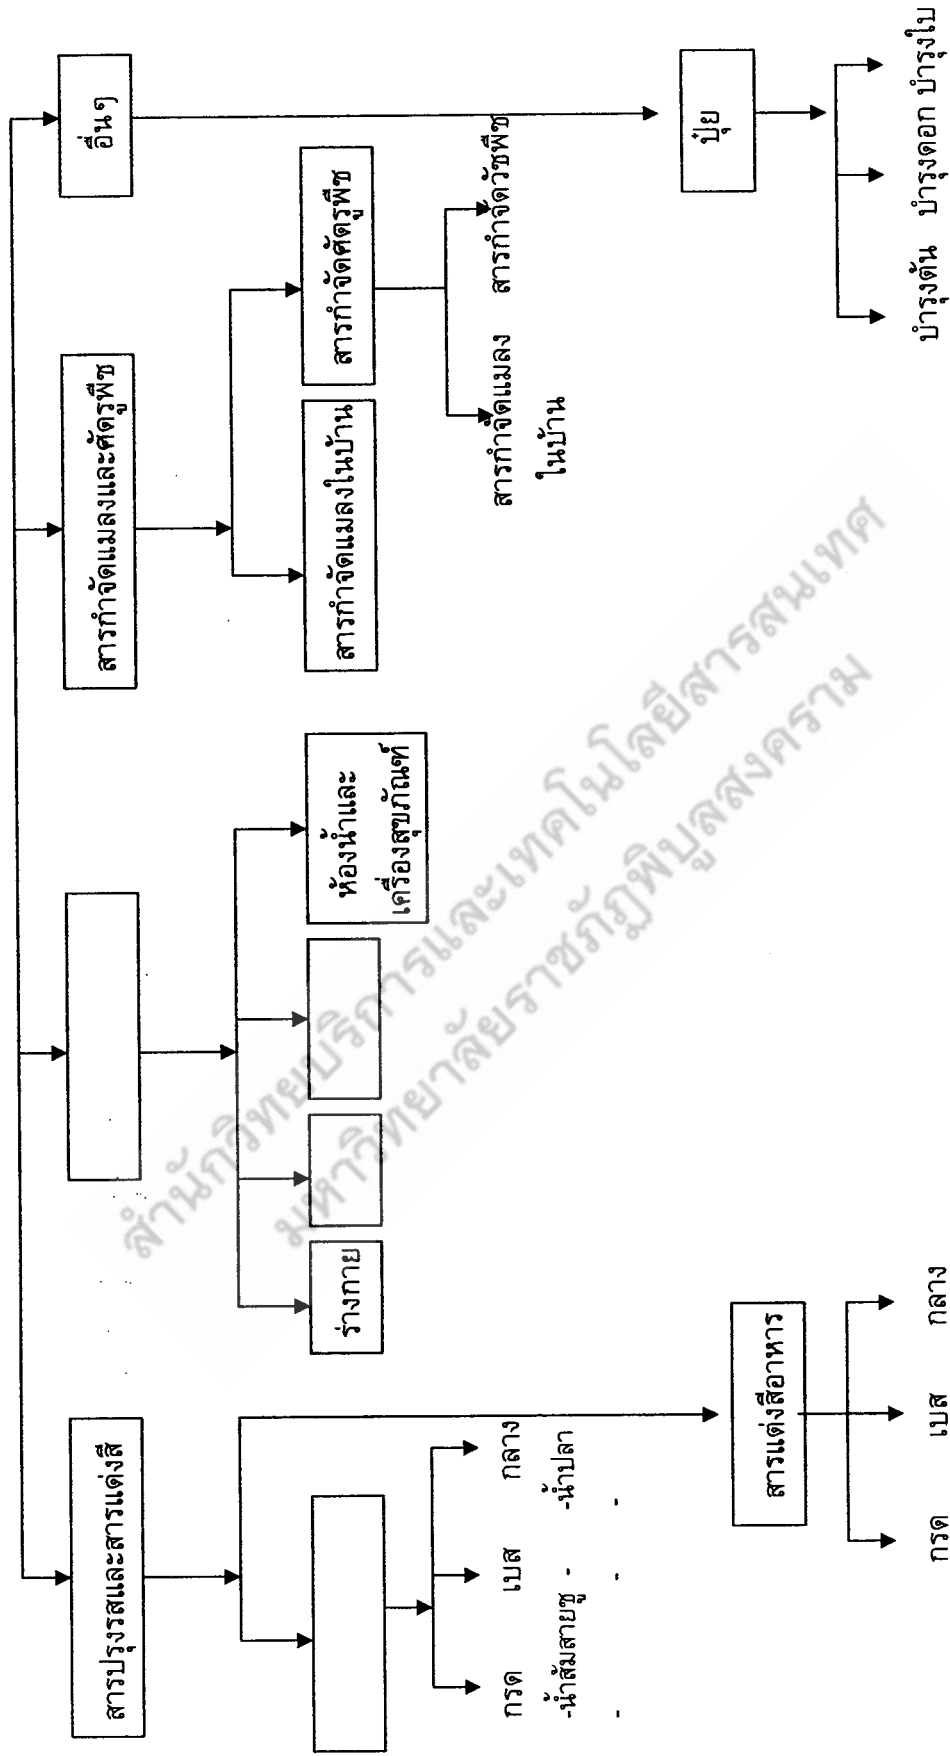 สารปรุงรสและสารแต่งสี
สารกำจัดแมลงและศัตรูพืช
อื่นๆ
ร่างกาย
ห้องน้ำและ
เครื่องสุขภัณฑ์
สารกำจัดแมลงในบ้าน
สารกำจัดศัตรูพืช
กรด เบส กลาง
-น้ำส้มสายชู - -น้ำปลา
- - -
สารกำจัดแมลง สารกำจัดวัชพืช
ในบ้าน
สารแต่งสีอาหาร
ปุ๋ย
กรด เบส กลาง
บำรุงต้น บำรุงดอก บำรุงใบ
สำนักวิทยบริการและเทคโนโลยีสารสนเทศ
มหาวิทยาลัยราชภัฏพิบูลสงคราม